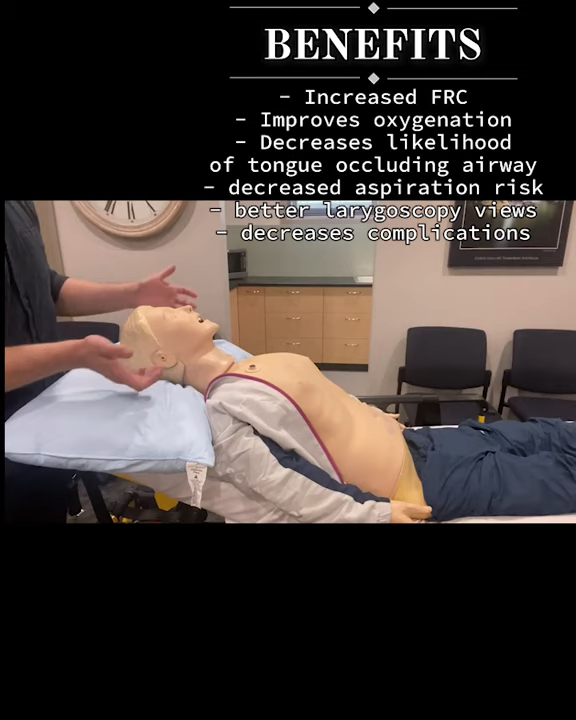 BENEFITS
- Increased FRC
- Improves oxygenation
- Decreases likelihood
of tongue occluding airway
- decreased aspiration risk
- better larygoscopy views
- decreases complications